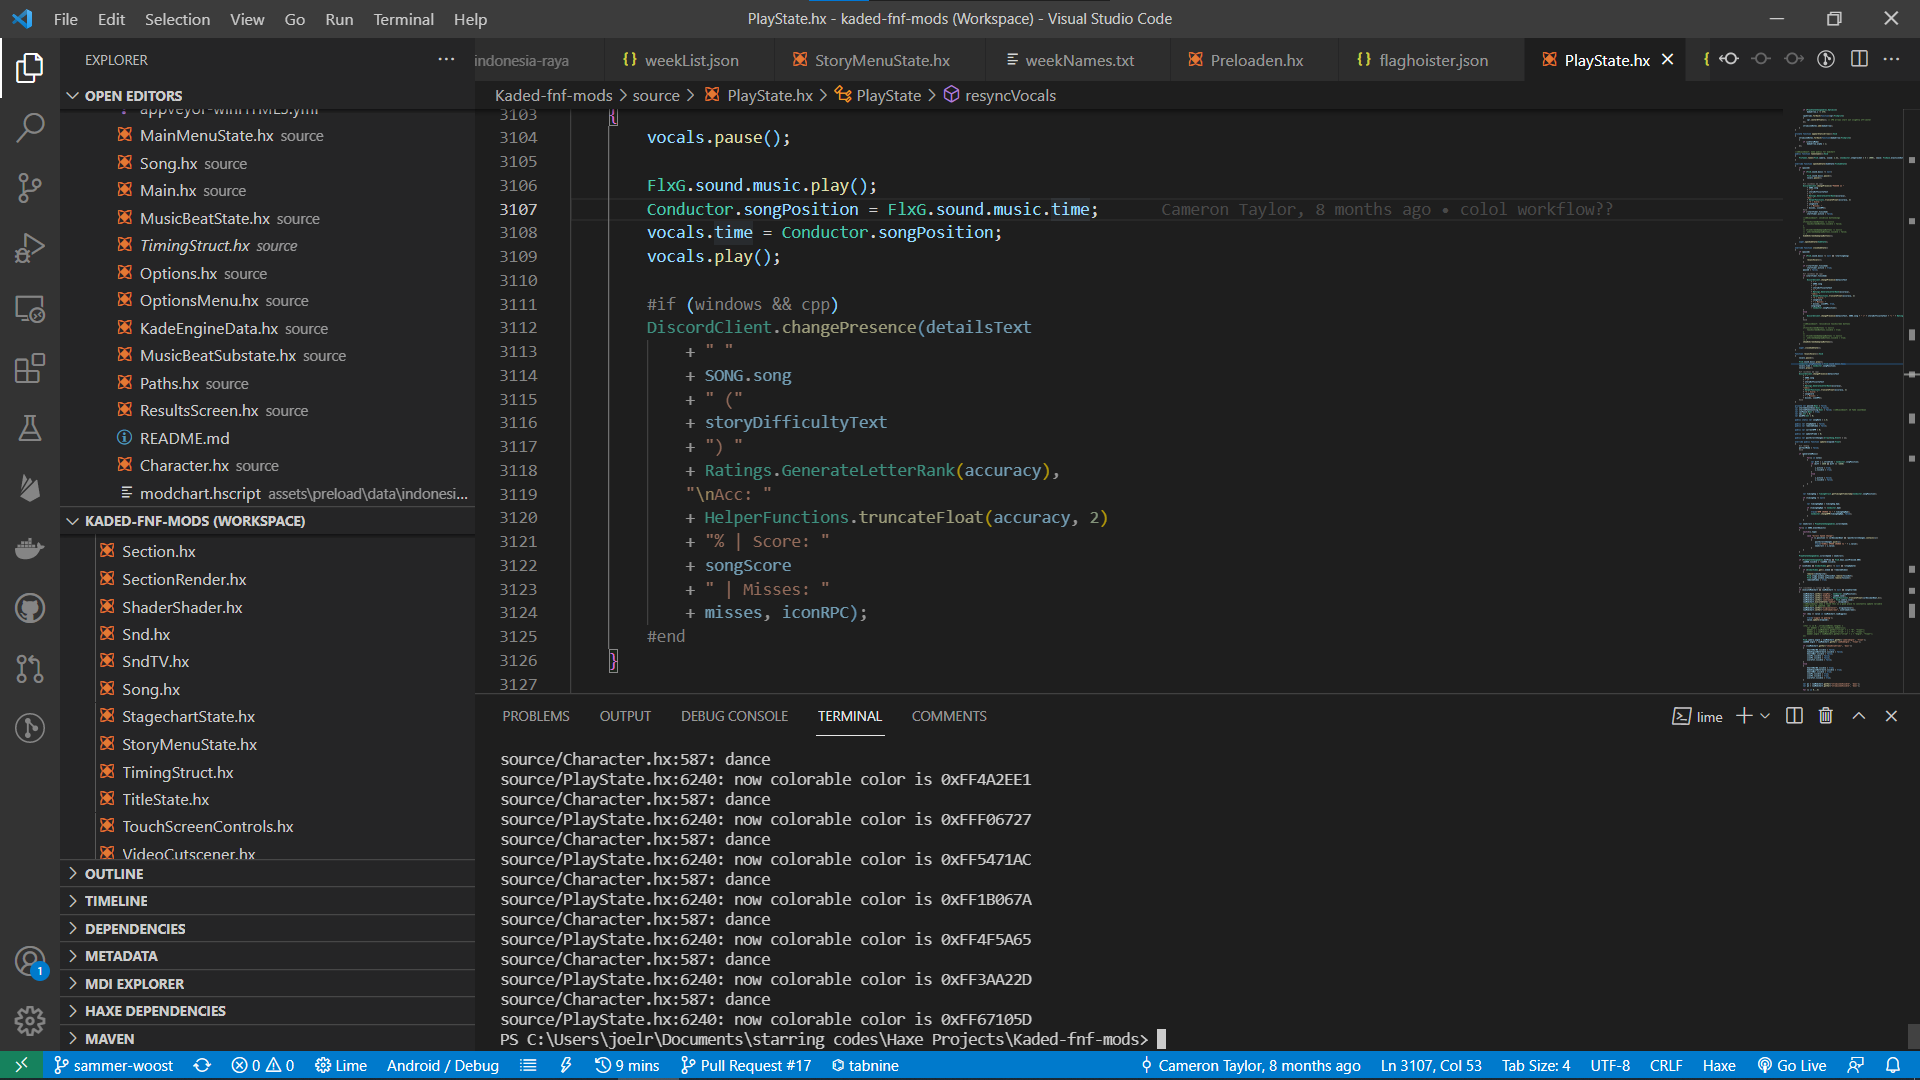 File Edit Selection View Go Run Terminal Help
PlayState.hx - kaded-fnf-mods (Workspace) - Visual Studio Code
EXPLORER
indonesia-raya
weekList.json
StoryMenuState.hx
weekNames.txt
Preloaden.hx
flaghoister.json
PlayState.hx
OPEN EDITORS
appveyor-winHTML5.yml
MainMenuState.hx source
Song.hx source
Main.hx source
MusicBeatState.hx source
TimingStruct.hx source
Options.hx source
OptionsMenu.hx source
KadeEngineData.hx source
MusicBeatSubstate.hx source
Paths.hx source
ResultsScreen.hx source
README.md
Character.hx source
modchart.hscript assets\preload\data\indonesi...
KADED-FNF-MODS (WORKSPACE)
Section.hx
SectionRender.hx
ShaderShader.hx
Snd.hx
SndTV.hx
Song.hx
StagechartState.hx
StoryMenuState.hx
TimingStruct.hx
TitleState.hx
TouchScreenControls.hx
VideoCutscener.hx
OUTLINE
TIMELINE
DEPENDENCIES
METADATA
MDI EXPLORER
HAXE DEPENDENCIES
MAVEN
Kaded-fnf-mods > source > PlayState.hx > PlayState > resyncVocals
3103 {
3104 vocals.pause();
3105
3106 FlxG.sound.music.play();
3107 Conductor.songPosition = FlxG.sound.music.time; Cameron Taylor, 8 months ago • colol workflow??
3108 vocals.time = Conductor.songPosition;
3109 vocals.play();
3110
3111 #if (windows && cpp)
3112 DiscordClient.changePresence(detailsText
3113 + " "
3114 + SONG.song
3115 + " ("
3116 + storyDifficultyText
3117 + ") "
3118 + Ratings.GenerateLetterRank(accuracy),
3119 "\nAcc: "
3120 + HelperFunctions.truncateFloat(accuracy, 2)
3121 + "% | Score: "
3122 + songScore
3123 + " | Misses: "
3124 + misses, iconRPC);
3125 #end
3126 }
3127
PROBLEMS OUTPUT DEBUG CONSOLE TERMINAL COMMENTS
lime
source/Character.hx:587: dance
source/PlayState.hx:6240: now colorable color is 0xFF4A2EE1
source/Character.hx:587: dance
source/PlayState.hx:6240: now colorable color is 0xFFF06727
source/Character.hx:587: dance
source/PlayState.hx:6240: now colorable color is 0xFF5471AC
source/Character.hx:587: dance
source/PlayState.hx:6240: now colorable color is 0xFF1B067A
source/Character.hx:587: dance
source/PlayState.hx:6240: now colorable color is 0xFF4F5A65
source/Character.hx:587: dance
source/PlayState.hx:6240: now colorable color is 0xFF3AA22D
source/Character.hx:587: dance
source/PlayState.hx:6240: now colorable color is 0xFF67105D
PS C:\Users\joelr\Documents\starring codes\Haxe Projects\Kaded-fnf-mods>
1
sammer-woost 0 0 Lime Android / Debug 9 mins Pull Request #17 tabnine
Cameron Taylor, 8 months ago Ln 3107, Col 53 Tab Size: 4 UTF-8 CRLF Haxe Go Live